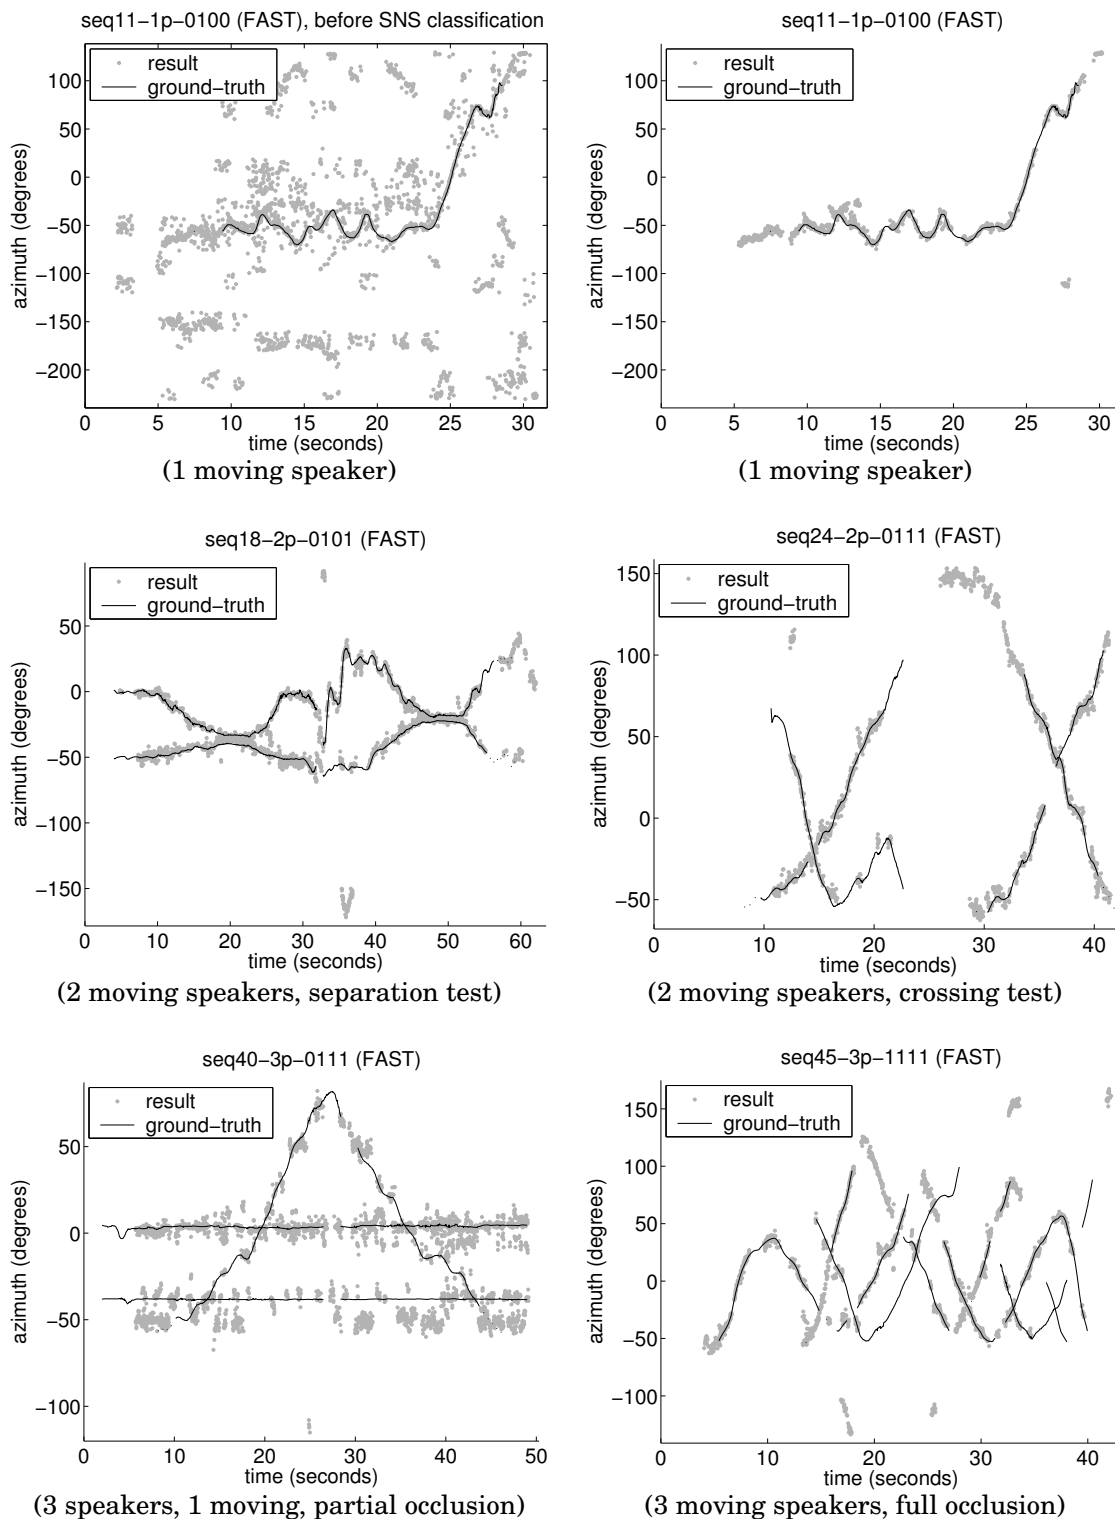 seq11−1p−0100 (FAST), before SNS classification
result
ground−truth
100
50
0
−50
−100
−150
−200
azimuth (degrees)
0 5 10 15 20 25 30
time (seconds)
(1 moving speaker)
seq11−1p−0100 (FAST)
result
ground−truth
100
50
0
−50
−100
−150
−200
azimuth (degrees)
0 5 10 15 20 25 30
time (seconds)
(1 moving speaker)
seq18−2p−0101 (FAST)
result
ground−truth
50
0
−50
−100
−150
azimuth (degrees)
0 10 20 30 40 50 60
time (seconds)
(2 moving speakers, separation test)
seq24−2p−0111 (FAST)
result
ground−truth
150
100
50
0
−50
azimuth (degrees)
0 10 20 30 40
time (seconds)
(2 moving speakers, crossing test)
seq40−3p−0111 (FAST)
result
ground−truth
50
0
−50
−100
azimuth (degrees)
0 10 20 30 40 50
time (seconds)
(3 speakers, 1 moving, partial occlusion)
seq45−3p−1111 (FAST)
result
ground−truth
150
100
50
0
−50
−100
azimuth (degrees)
0 10 20 30 40
time (seconds)
(3 moving speakers, full occlusion)